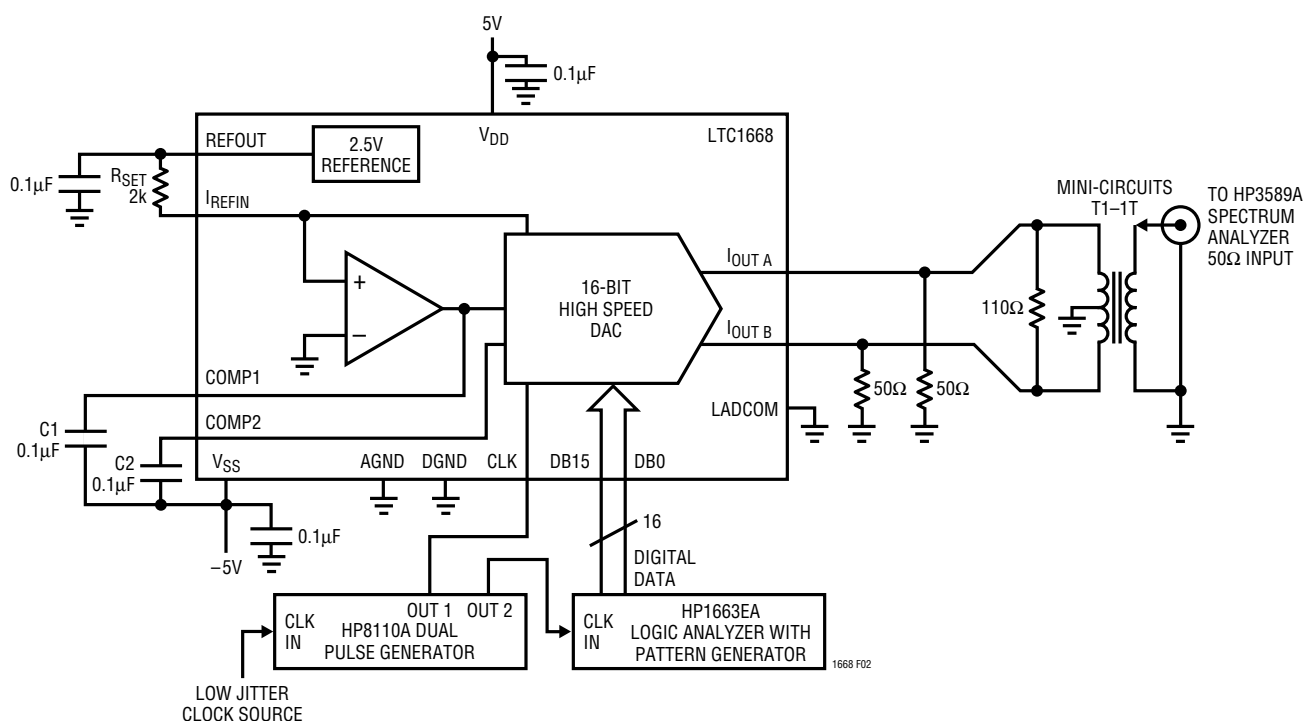 5V
0.1µF
REFOUT
2.5V
REFERENCE
VDD
LTC1668
0.1µF
RSET
2k
IREFIN
MINI-CIRCUITS
T1–1T
TO HP3589A
SPECTRUM
ANALYZER
50Ω INPUT
+
–
16-BIT
HIGH SPEED
DAC
IOUT A
IOUT B
110Ω
50Ω
50Ω
COMP1
COMP2
LADCOM
C1
0.1µF
C2
0.1µF
VSS
AGND
DGND
CLK
DB15
DB0
0.1µF
–5V
16
DIGITAL
DATA
OUT 1
OUT 2
CLK
IN
HP8110A DUAL
PULSE GENERATOR
CLK
IN
HP1663EA
LOGIC ANALYZER WITH
PATTERN GENERATOR
1668 F02
LOW JITTER
CLOCK SOURCE